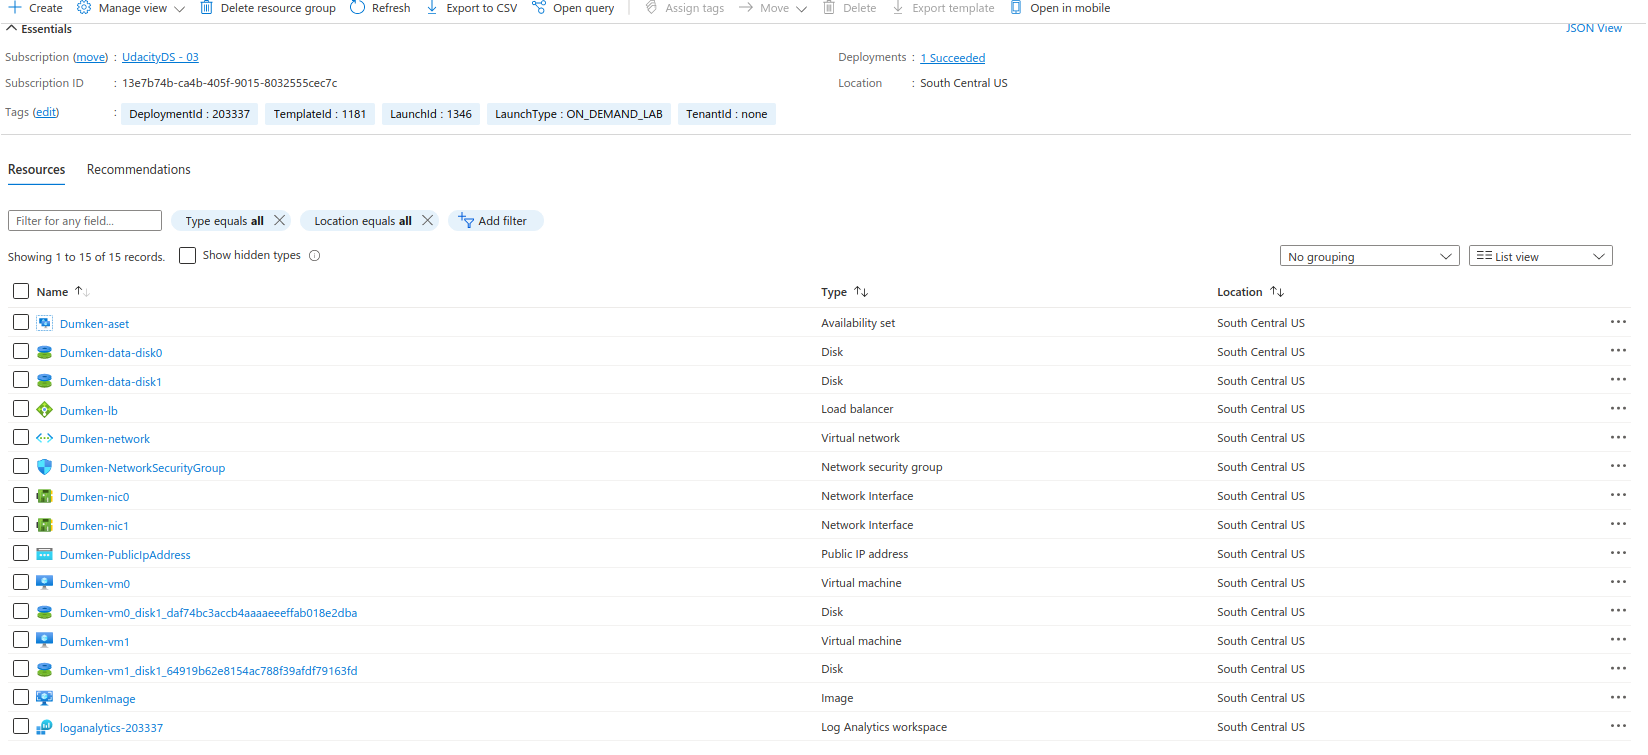 Create Manage view Delete resource group Refresh Export to CSV Open query Assign tags Move Delete Export template Open in mobile
Essentials JSON View
Subscription (move) : UdacityDS - 03 Deployments : 1 Succeeded
Subscription ID : 13e7b74b-ca4b-405f-9015-8032555cec7c Location : South Central US
Tags (edit) : DeploymentId : 203337 TemplateId : 1181 LaunchId : 1346 LaunchType : ON_DEMAND_LAB TenantId : none
Resources Recommendations
Filter for any field... Type equals all Location equals all Add filter
Showing 1 to 15 of 15 records. Show hidden types No grouping List view
Name Type Location
Dumken-aset Availability set South Central US
Dumken-data-disk0 Disk South Central US
Dumken-data-disk1 Disk South Central US
Dumken-lb Load balancer South Central US
Dumken-network Virtual network South Central US
Dumken-NetworkSecurityGroup Network security group South Central US
Dumken-nic0 Network Interface South Central US
Dumken-nic1 Network Interface South Central US
Dumken-PublicIpAddress Public IP address South Central US
Dumken-vm0 Virtual machine South Central US
Dumken-vm0_disk1_daf74bc3accb4aaaaeeeffab018e2dba Disk South Central US
Dumken-vm1 Virtual machine South Central US
Dumken-vm1_disk1_64919b62e8154ac788f39afdf79163fd Disk South Central US
DumkenImage Image South Central US
loganalytics-203337 Log Analytics workspace South Central US